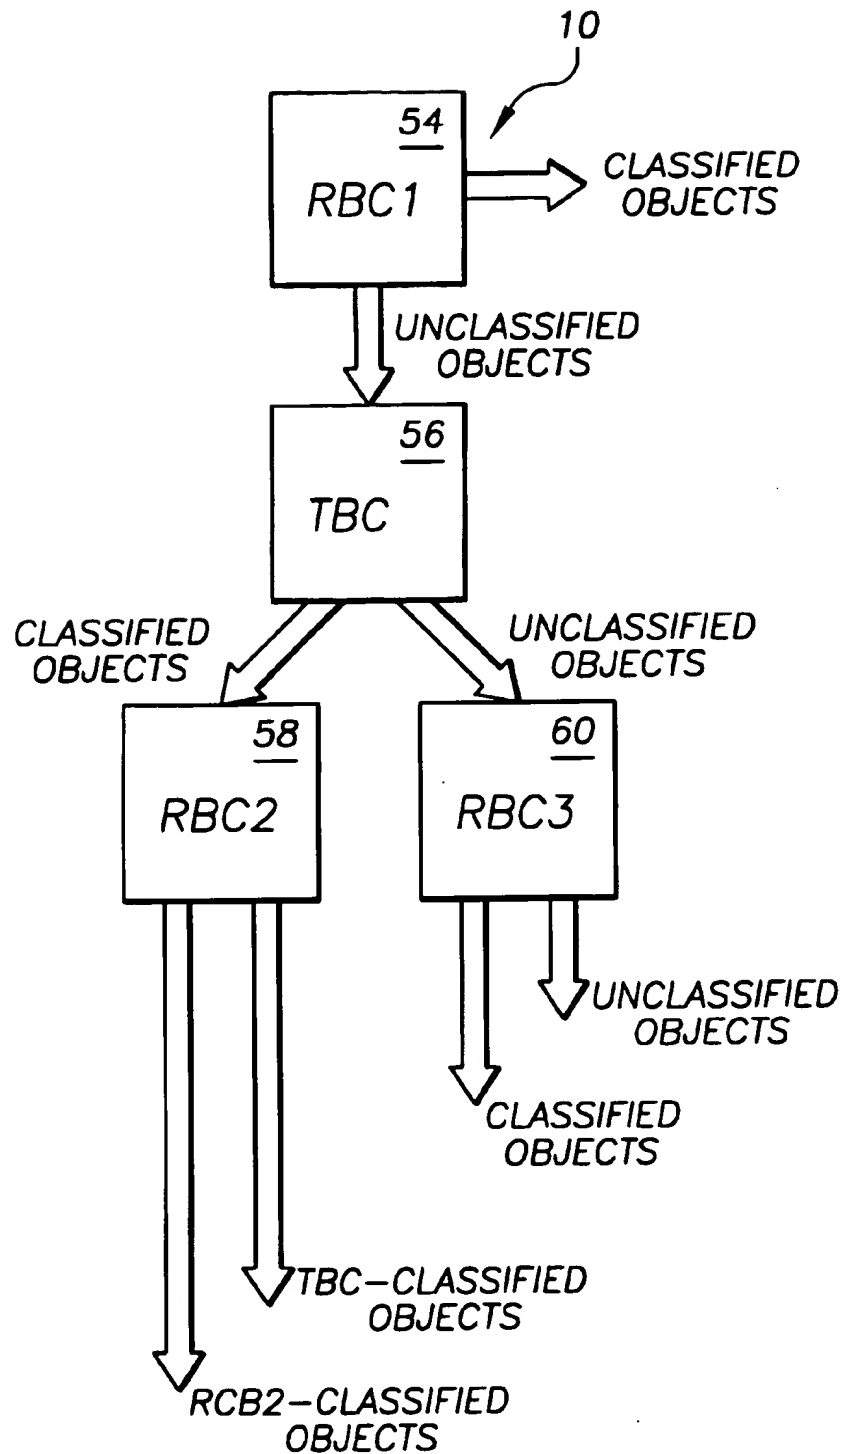 10
54
RBC1
CLASSIFIED
OBJECTS
UNCLASSIFIED
OBJECTS
56
TBC
CLASSIFIED
OBJECTS
UNCLASSIFIED
OBJECTS
58
RBC2
60
RBC3
UNCLASSIFIED
OBJECTS
CLASSIFIED
OBJECTS
TBC-CLASSIFIED
OBJECTS
RCB2-CLASSIFIED
OBJECTS